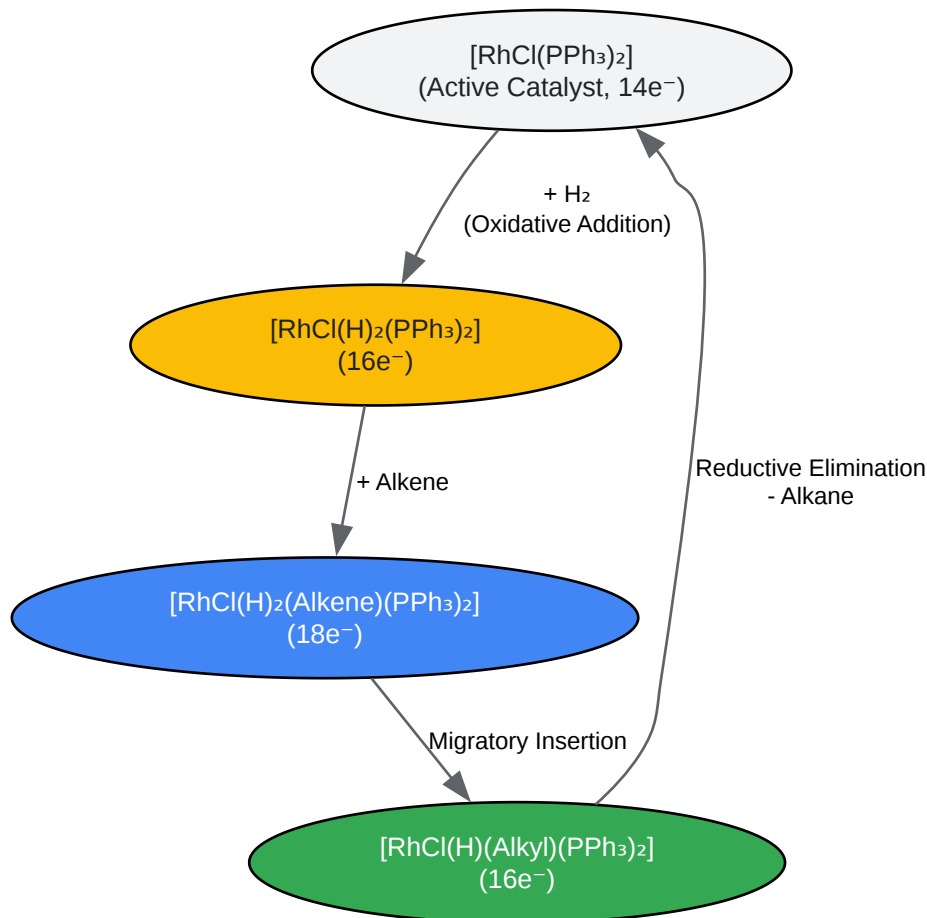 [RhCl(PPh₃)₂]
(Active Catalyst, 14e⁻)
+ H₂
(Oxidative Addition)
[RhCl(H)₂(PPh₃)₂]
(16e⁻)
+ Alkene
Reductive Elimination
- Alkane
[RhCl(H)₂(Alkene)(PPh₃)₂]
(18e⁻)
Migratory Insertion
[RhCl(H)(Alkyl)(PPh₃)₂]
(16e⁻)